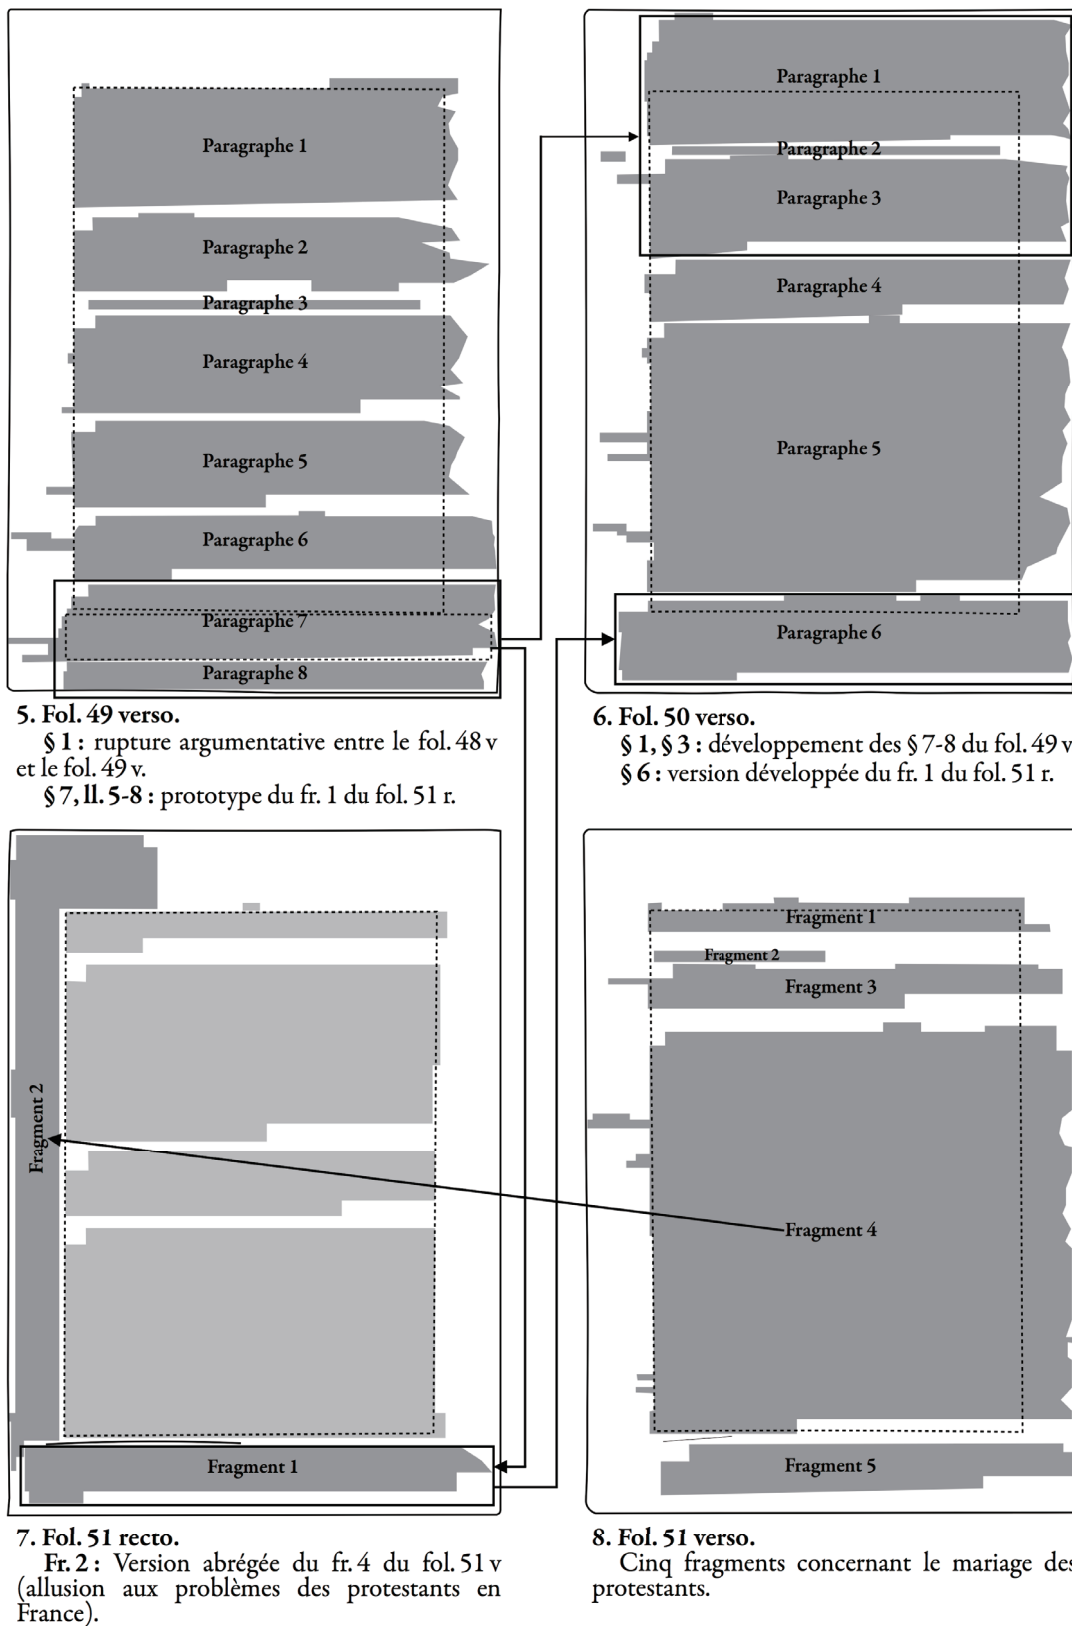 Paragraphe 1
Paragraphe 2
Paragraphe 3
Paragraphe 4
Paragraphe 5
Paragraphe 6
Paragraphe 7
Paragraphe 8
5. Fol. 49 verso.
§ 1 : rupture argumentative entre le fol. 48 v
et le fol. 49 v.
§ 7, ll. 5-8 : prototype du fr. 1 du fol. 51 r.
Paragraphe 1
Paragraphe 2
Paragraphe 3
Paragraphe 4
Paragraphe 5
Paragraphe 6
6. Fol. 50 verso.
§ 1, § 3 : développement des § 7-8 du fol. 49 v
§ 6 : version développée du fr. 1 du fol. 51 r.
Fragment 2
Fragment 1
7. Fol. 51 recto.
Fr. 2 : Version abrégée du fr. 4 du fol. 51 v
(allusion aux problèmes des protestants en
France).
Fragment 1
Fragment 2
Fragment 3
Fragment 4
Fragment 5
8. Fol. 51 verso.
Cinq fragments concernant le mariage des
protestants.